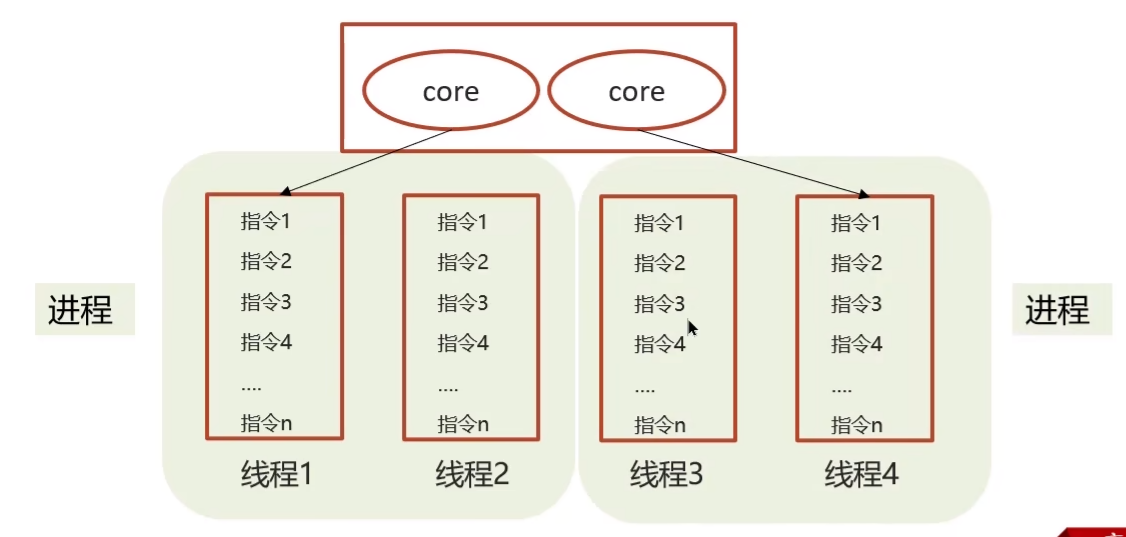 core
core
指令1
指令2
指令3
指令4
....
指令n
线程1
指令1
指令2
指令3
指令4
....
指令n
线程2
指令1
指令2
指令3
指令4
....
指令n
线程3
指令1
指令2
指令3
指令4
....
指令n
线程4
进程
进程